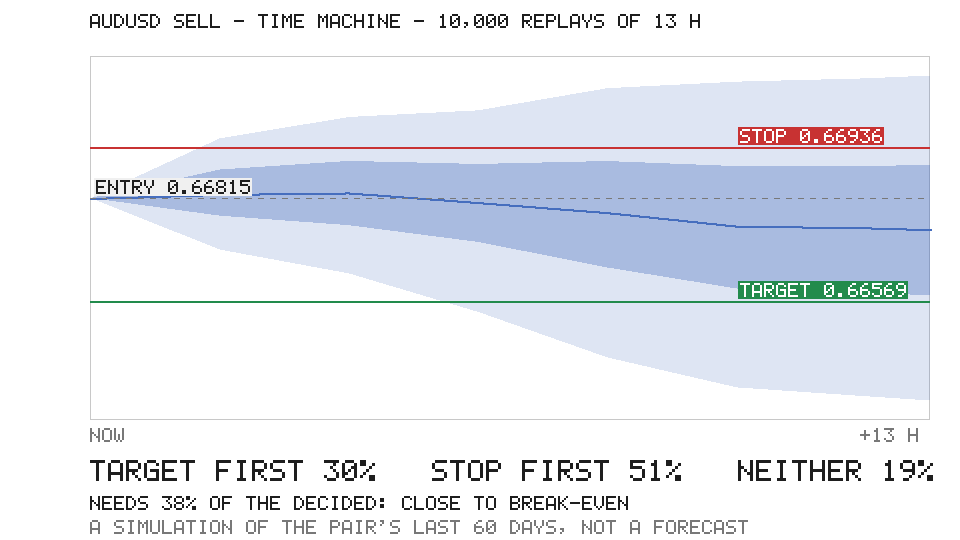 AUDUSD SELL – TIME MACHINE – 10,000 REPLAYS OF 13 H
STOP 0.66936
ENTRY 0.66815
TARGET 0.66569
NOW +13 H
TARGET FIRST 30% STOP FIRST 51% NEITHER 19%
NEEDS 38% OF THE DECIDED: CLOSE TO BREAK-EVEN
A SIMULATION OF THE PAIR'S LAST 60 DAYS, NOT A FORECAST